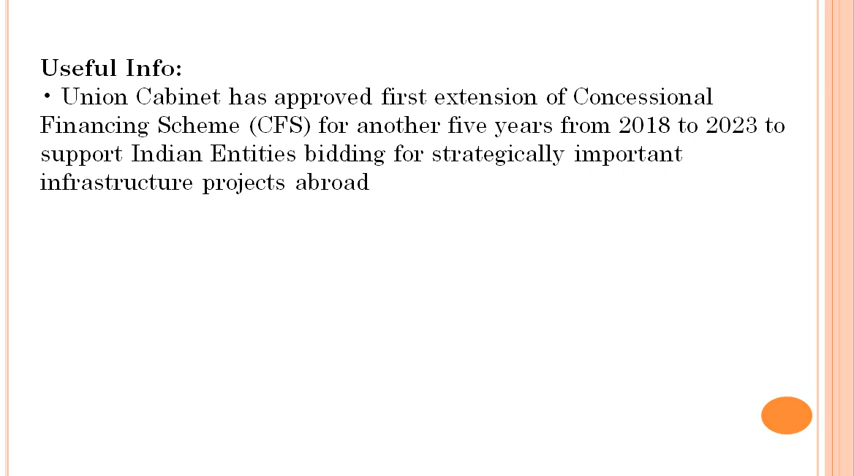 Useful Info:
• Union Cabinet has approved first extension of Concessional
Financing Scheme (CFS) for another five years from 2018 to 2023 to
support Indian Entities bidding for strategically important
infrastructure projects abroad